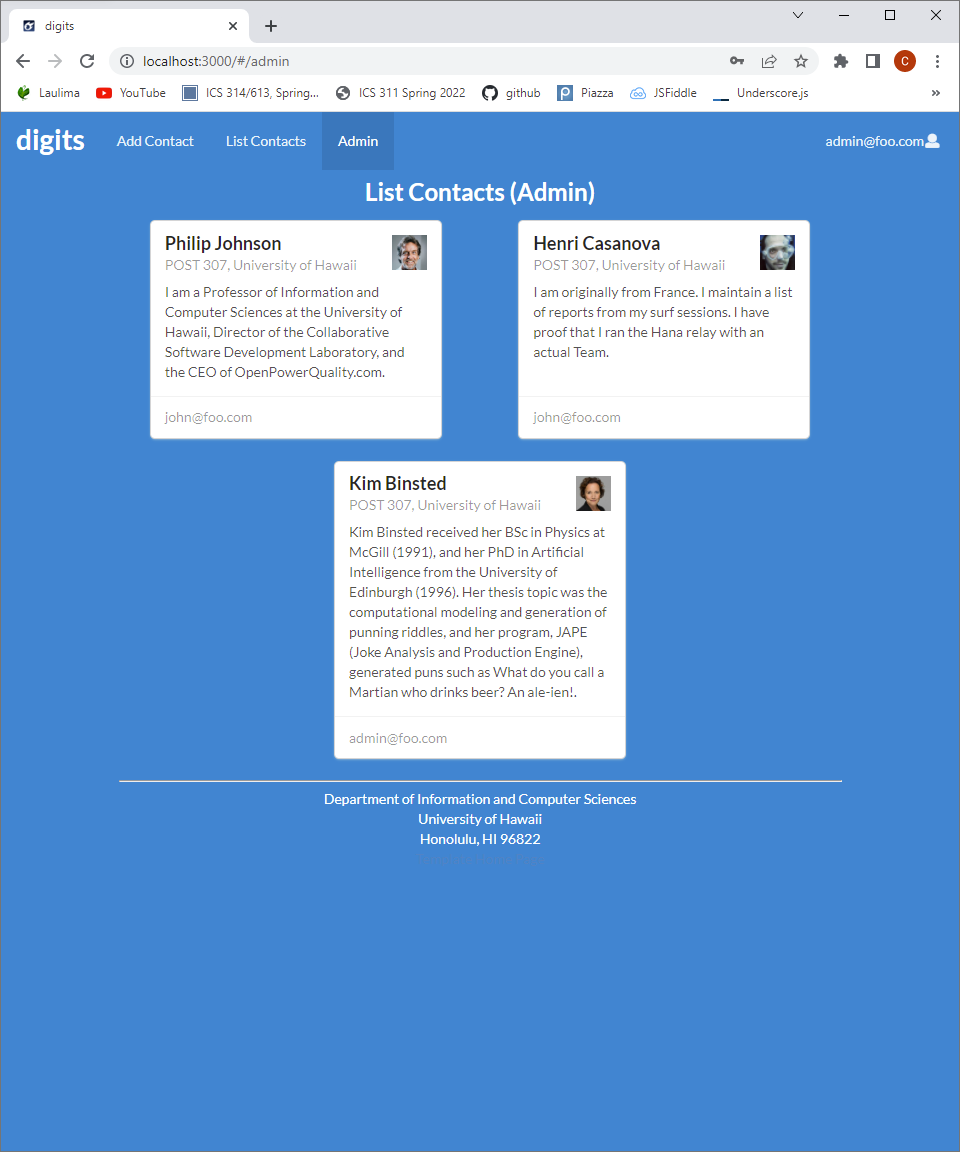 digits
localhost:3000/#/admin
C
Laulima
YouTube
ICS 314/613, Spring...
ICS 311 Spring 2022
github
Piazza
JSFiddle
Underscore.js
»
digits
Add Contact
List Contacts
Admin
admin@foo.com
List Contacts (Admin)
Philip Johnson
POST 307, University of Hawaii
I am a Professor of Information and
Computer Sciences at the University of
Hawaii, Director of the Collaborative
Software Development Laboratory, and
the CEO of OpenPowerQuality.com.
john@foo.com
Henri Casanova
POST 307, University of Hawaii
I am originally from France. I maintain a list
of reports from my surf sessions. I have
proof that I ran the Hana relay with an
actual Team.
john@foo.com
Kim Binsted
POST 307, University of Hawaii
Kim Binsted received her BSc in Physics at
McGill (1991), and her PhD in Artificial
Intelligence from the University of
Edinburgh (1996). Her thesis topic was the
computational modeling and generation of
punning riddles, and her program, JAPE
(Joke Analysis and Production Engine),
generated puns such as What do you call a
Martian who drinks beer? An ale-ien!.
admin@foo.com
Department of Information and Computer Sciences
University of Hawaii
Honolulu, HI 96822